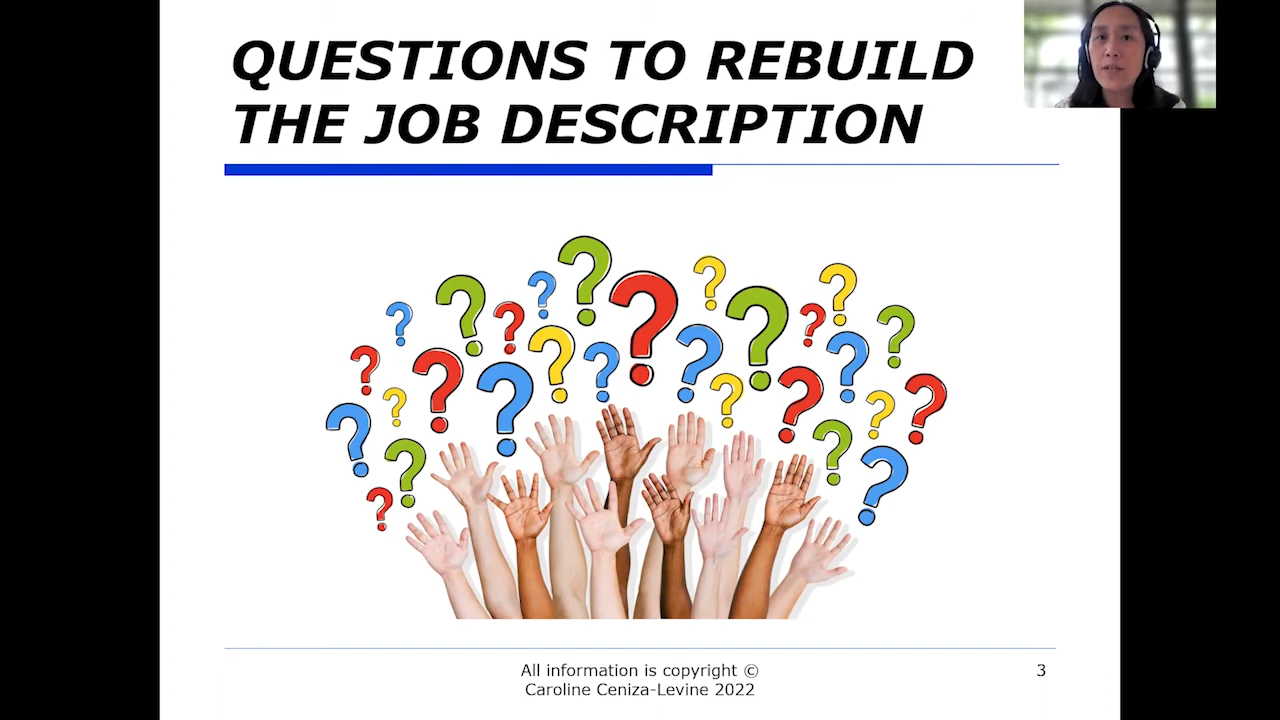 QUESTIONS TO REBUILD
THE JOB DESCRIPTION
All information is copyright ©
Caroline Ceniza-Levine 2022
3